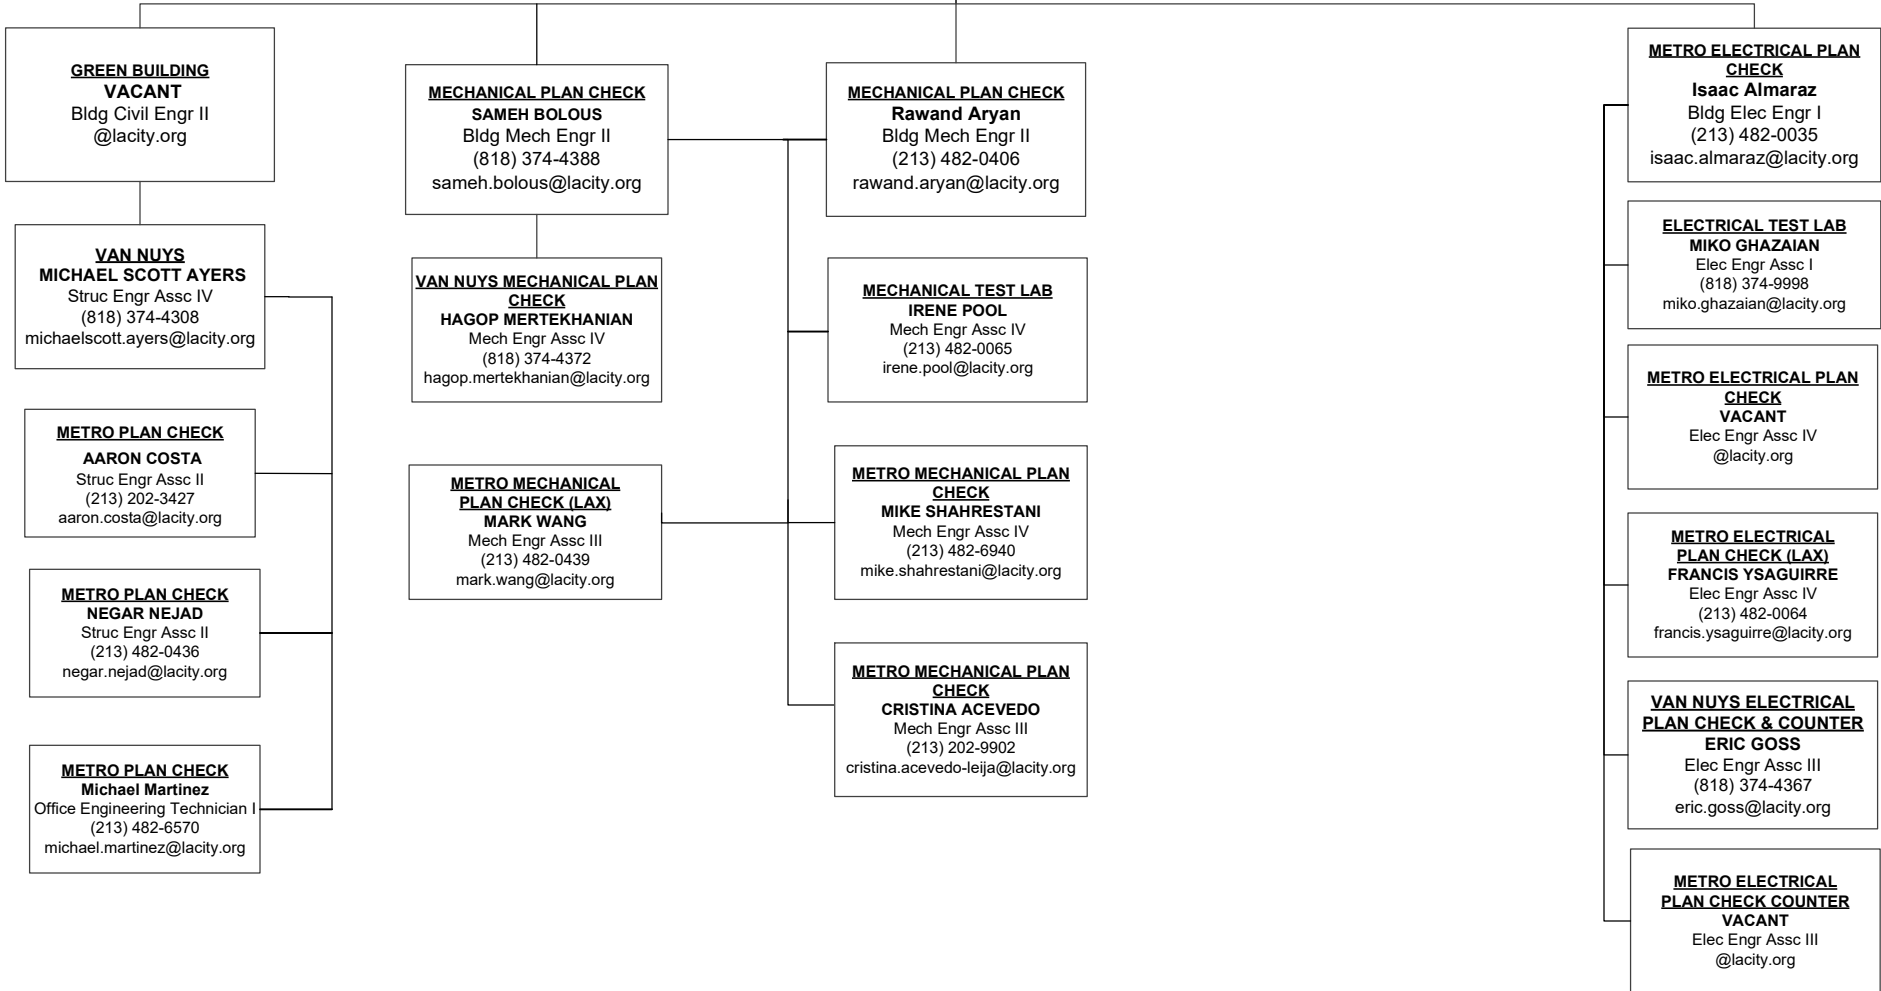 GREEN BUILDING
VACANT
Bldg Civil Engr II
@lacity.org
VAN NUYS
MICHAEL SCOTT AYERS
Struc Engr Assc IV
(818) 374-4308
michaelscott.ayers@lacity.org
METRO PLAN CHECK
AARON COSTA
Struc Engr Assc II
(213) 202-3427
aaron.costa@lacity.org
METRO PLAN CHECK
NEGAR NEJAD
Struc Engr Assc II
(213) 482-0436
negar.nejad@lacity.org
METRO PLAN CHECK
Michael Martinez
Office Engineering Technician I
(213) 482-6570
michael.martinez@lacity.org
MECHANICAL PLAN CHECK
SAMEH BOLOUS
Bldg Mech Engr II
(818) 374-4388
sameh.bolous@lacity.org
VAN NUYS MECHANICAL PLAN
CHECK
HAGOP MERTEKHANIAN
Mech Engr Assc IV
(818) 374-4372
hagop.mertekhanian@lacity.org
METRO MECHANICAL
PLAN CHECK (LAX)
MARK WANG
Mech Engr Assc III
(213) 482-0439
mark.wang@lacity.org
MECHANICAL PLAN CHECK
Rawand Aryan
Bldg Mech Engr II
(213) 482-0406
rawand.aryan@lacity.org
MECHANICAL TEST LAB
IRENE POOL
Mech Engr Assc IV
(213) 482-0065
irene.pool@lacity.org
METRO MECHANICAL PLAN
CHECK
MIKE SHAHRESTANI
Mech Engr Assc IV
(213) 482-6940
mike.shahrestani@lacity.org
METRO MECHANICAL PLAN
CHECK
CRISTINA ACEVEDO
Mech Engr Assc III
(213) 202-9902
cristina.acevedo-leija@lacity.org
METRO ELECTRICAL PLAN
CHECK
Isaac Almaraz
Bldg Elec Engr I
(213) 482-0035
isaac.almaraz@lacity.org
ELECTRICAL TEST LAB
MIKO GHAZAIAN
Elec Engr Assc I
(818) 374-9998
miko.ghazaian@lacity.org
METRO ELECTRICAL PLAN
CHECK
VACANT
Elec Engr Assc IV
@lacity.org
METRO ELECTRICAL
PLAN CHECK (LAX)
FRANCIS YSAGUIRRE
Elec Engr Assc IV
(213) 482-0064
francis.ysaguirre@lacity.org
VAN NUYS ELECTRICAL
PLAN CHECK & COUNTER
ERIC GOSS
Elec Engr Assc III
(818) 374-4367
eric.goss@lacity.org
METRO ELECTRICAL
PLAN CHECK COUNTER
VACANT
Elec Engr Assc III
@lacity.org